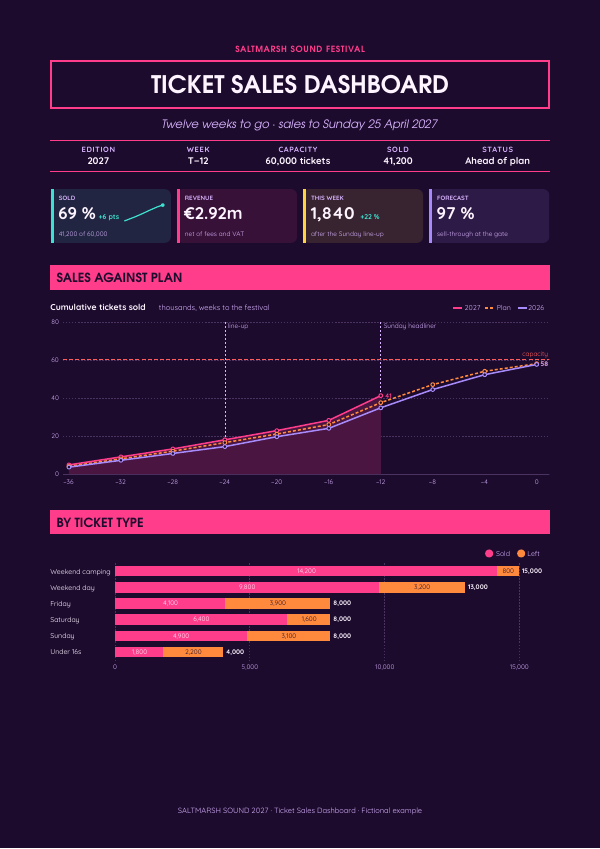 SALTMARSH SOUND FESTIVAL
TICKET SALES DASHBOARD
Twelve weeks to go · sales to Sunday 25 April 2027
EDITION WEEK CAPACITY SOLD STATUS
2027 T−12 60,000 tickets 41,200 Ahead of plan
SOLD REVENUE THIS WEEK FORECAST
69 % +6 pts €2.92m 1,840 +22 % 97 %
41,200 of 60,000 net of fees and VAT after the Sunday line-up sell-through at the gate
SALES AGAINST PLAN
Cumulative tickets sold thousands, weeks to the festival 2027 Plan 2026
80
line-up Sunday headliner
capacity
60
58
40
41
20
0
−36 −32 −28 −24 −20 −16 −12 −8 −4 0
BY TICKET TYPE
Sold Left
Weekend camping 14,200 800 15,000
Weekend day 9,800 3,200 13,000
Friday 4,100 3,900 8,000
Saturday 6,400 1,600 8,000
Sunday 4,900 3,100 8,000
Under 16s 1,800 2,200 4,000
0 5,000 10,000 15,000
SALTMARSH SOUND 2027 · Ticket Sales Dashboard · Fictional example